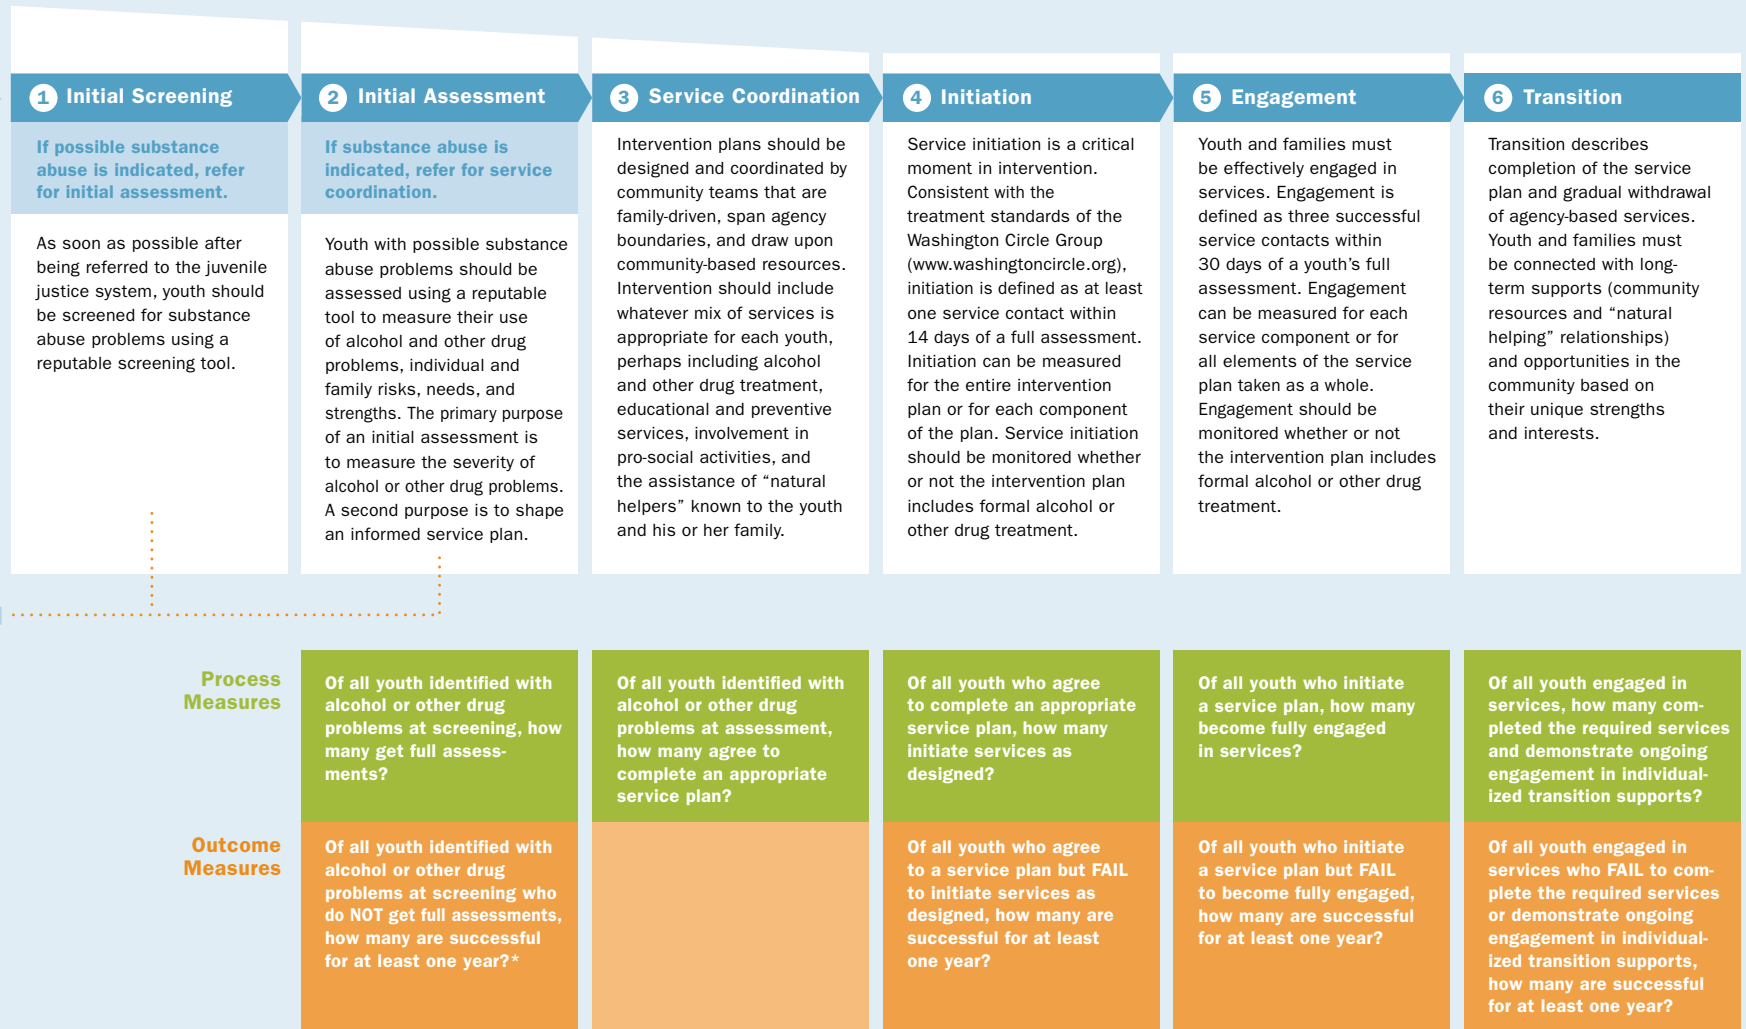 1 Initial Screening
If possible substance
abuse is indicated, refer
for initial assessment.
As soon as possible after
being referred to the juvenile
justice system, youth should
be screened for substance
abuse problems using a
reputable screening tool.
2 Initial Assessment
If substance abuse is
indicated, refer for service
coordination.
Youth with possible substance
abuse problems should be
assessed using a reputable
tool to measure their use
of alcohol and other drug
problems, individual and
family risks, needs, and
strengths. The primary purpose
of an initial assessment is
to measure the severity of
alcohol or other drug problems.
A second purpose is to shape
an informed service plan.
3 Service Coordination
Intervention plans should be
designed and coordinated by
community teams that are
family-driven, span agency
boundaries, and draw upon
community-based resources.
Intervention should include
whatever mix of services is
appropriate for each youth,
perhaps including alcohol
and other drug treatment,
educational and preventive
services, involvement in
pro-social activities, and
the assistance of “natural
helpers” known to the youth
and his or her family.
4 Initiation
Service initiation is a critical
moment in intervention.
Consistent with the
treatment standards of the
Washington Circle Group
(www.washingtoncircle.org),
initiation is defined as at least
one service contact within
14 days of a full assessment.
Initiation can be measured
for the entire intervention
plan or for each component
of the plan. Service initiation
should be monitored whether
or not the intervention plan
includes formal alcohol or
other drug treatment.
5 Engagement
Youth and families must
be effectively engaged in
services. Engagement is
defined as three successful
service contacts within
30 days of a youth’s full
assessment. Engagement
can be measured for each
service component or for
all elements of the service
plan taken as a whole.
Engagement should be
monitored whether or not
the intervention plan includes
formal alcohol or other drug
treatment.
6 Transition
Transition describes
completion of the service
plan and gradual withdrawal
of agency-based services.
Youth and families must
be connected with long-
term supports (community
resources and “natural
helping” relationships)
and opportunities in the
community based on
their unique strengths
and interests.
Process
Measures
Of all youth identified with
alcohol or other drug
problems at screening, how
many get full assess-
ments?
Of all youth identified with
alcohol or other drug
problems at assessment,
how many agree to
complete an appropriate
service plan?
Of all youth who agree
to complete an appropriate
service plan, how many
initiate services as
designed?
Of all youth who initiate
a service plan, how many
become fully engaged
in services?
Of all youth engaged in
services, how many com-
pleted the required services
and demonstrate ongoing
engagement in individual-
ized transition supports?
Outcome
Measures
Of all youth identified with
alcohol or other drug
problems at screening who
do NOT get full assessments,
how many are successful
for at least one year?*
Of all youth who agree
to a service plan but FAIL
to initiate services as
designed, how many are
successful for at least
one year?
Of all youth who initiate
a service plan but FAIL
to become fully engaged,
how many are successful
for at least one year?
Of all youth engaged in
services who FAIL to com-
plete the required services
or demonstrate ongoing
engagement in individual-
ized transition supports,
how many are successful
for at least one year?